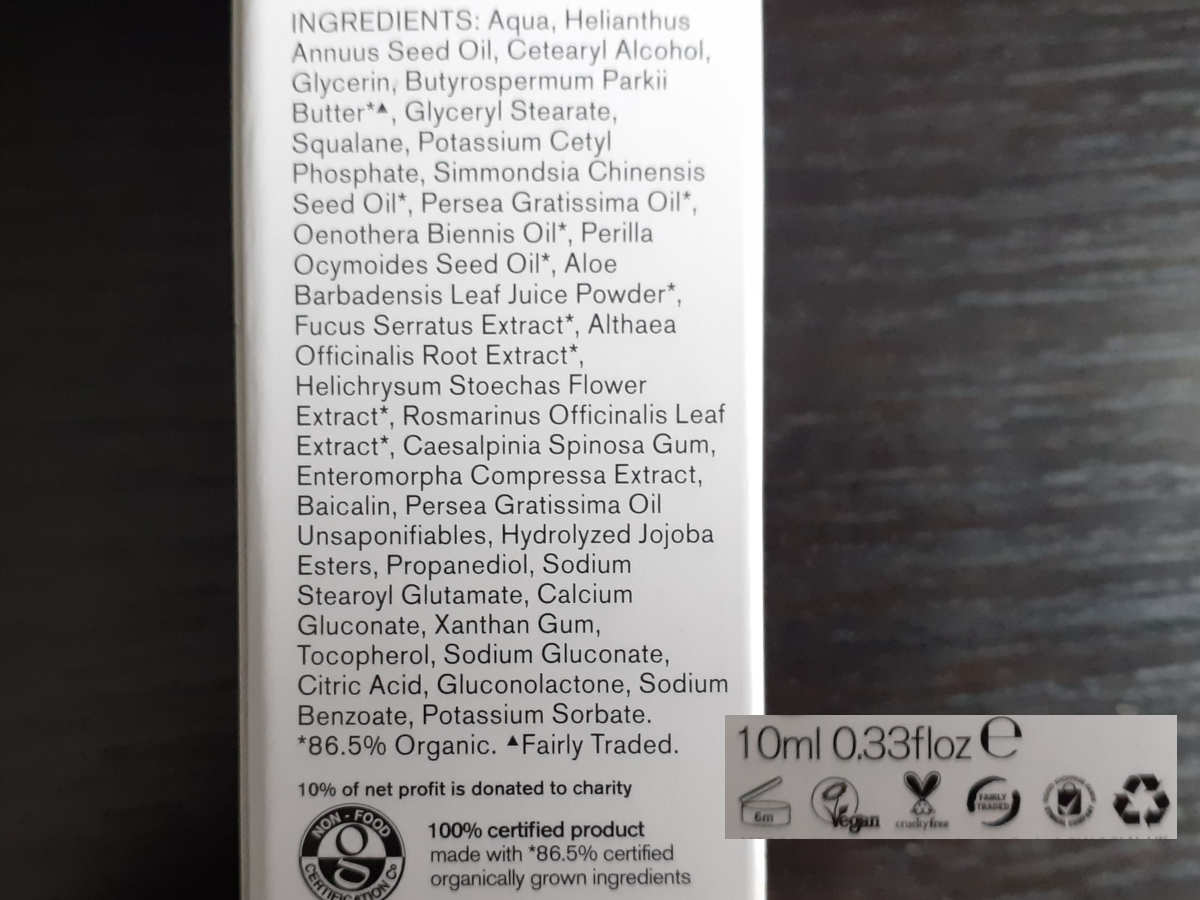 INGREDIENTS: Aqua, Helianthus
Annuus Seed Oil, Cetearyl Alcohol,
Glycerin, Butyrospermum Parkii
Butter*▲, Glyceryl Stearate,
Squalane, Potassium Cetyl
Phosphate, Simmondsia Chinensis
Seed Oil*, Persea Gratissima Oil*,
Oenothera Biennis Oil*, Perilla
Ocymoides Seed Oil*, Aloe
Barbadensis Leaf Juice Powder*,
Fucus Serratus Extract*, Althaea
Officinalis Root Extract*,
Helichrysum Stoechas Flower
Extract*, Rosmarinus Officinalis Leaf
Extract*, Caesalpinia Spinosa Gum,
Enteromorpha Compressa Extract,
Baicalin, Persea Gratissima Oil
Unsaponifiables, Hydrolyzed Jojoba
Esters, Propanediol, Sodium
Stearoyl Glutamate, Calcium
Gluconate, Xanthan Gum,
Tocopherol, Sodium Gluconate,
Citric Acid, Gluconolactone, Sodium
Benzoate, Potassium Sorbate.
*86.5% Organic. ▲Fairly Traded.
10% of net profit is donated to charity
NON-FOOD
g
CERTIFICATION Co
100% certified product
made with *86.5% certified
organically grown ingredients
10ml 0.33floz ℮
6m
Vegan
crueltyfree
FAIRLY
TRADED